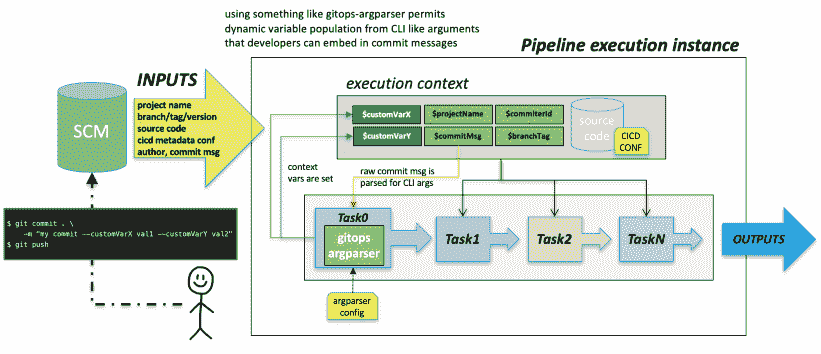 using something like gitops-argparser permits
dynamic variable population from CLI like arguments
that developers can embed in commit messages
Pipeline execution instance
INPUTS
project name
branch/tag/version
source code
cicd metadata conf
author, commit msg
SCM
execution context
$customVarX
$projectName
$commiterId
$customVarY
$commitMsg
$branchTag
source
code
CICD
CONF
context
vars are set
raw commit msg is
parsed for CLI args
$ git commit . \
-m "my commit --customVarX val1 --customVarY val2"
$ git push
Task0
gitops
argparser
Task1
Task2
TaskN
OUTPUTS
argparser
config